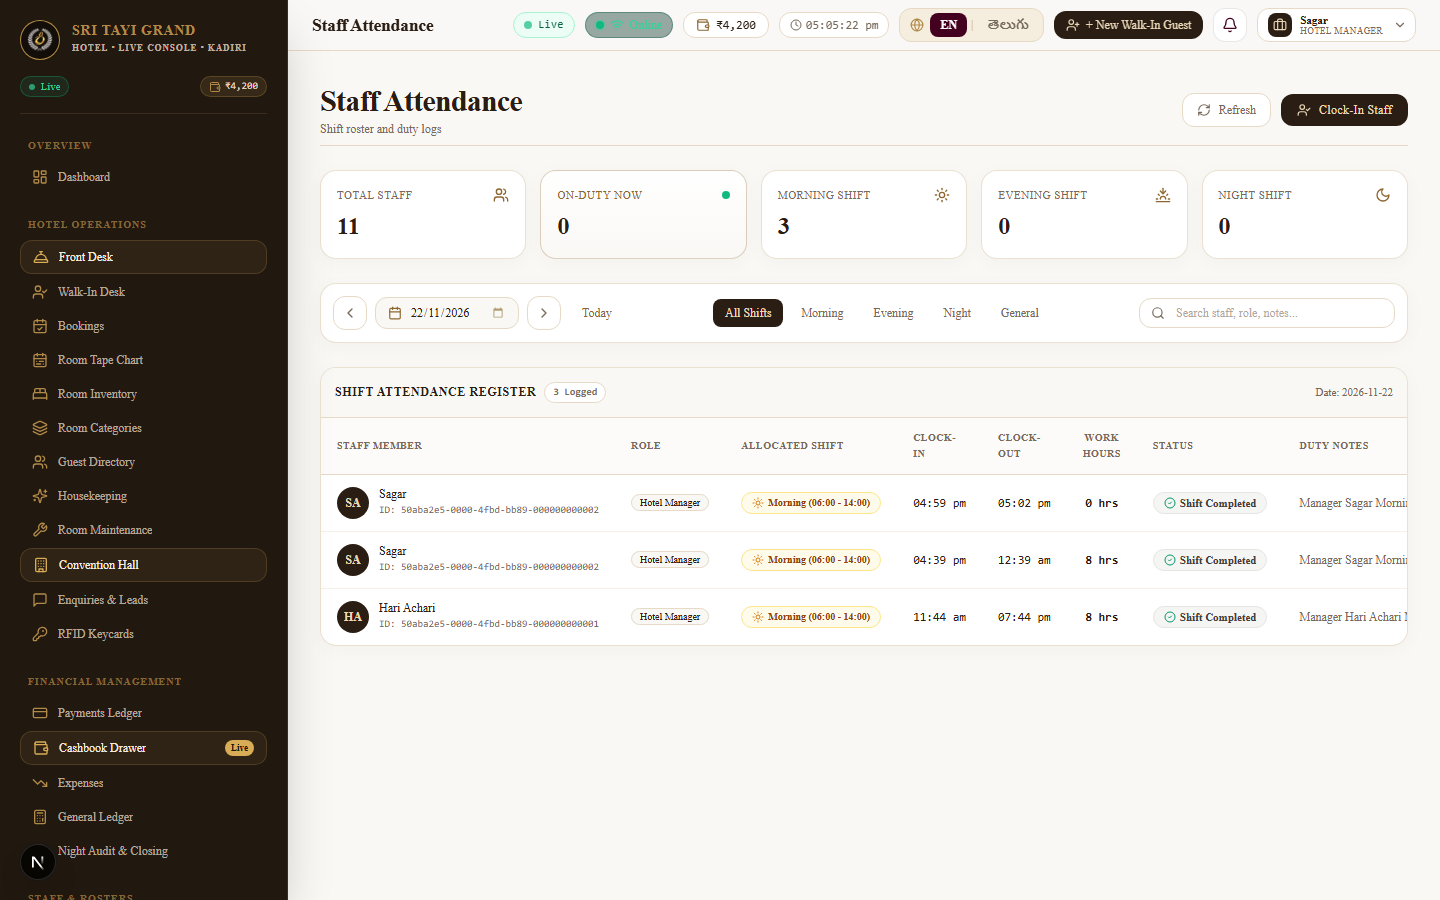 SRI TAYI GRAND
HOTEL • LIVE CONSOLE • KADIRI
Live
₹4,200
OVERVIEW
Dashboard
HOTEL OPERATIONS
Front Desk
Walk-In Desk
Bookings
Room Tape Chart
Room Inventory
Room Categories
Guest Directory
Housekeeping
Room Maintenance
Convention Hall
Enquiries & Leads
RFID Keycards
FINANCIAL MANAGEMENT
Payments Ledger
Cashbook Drawer Live
Expenses
General Ledger
Night Audit & Closing
STAFF & ROSTERS
N
Staff Attendance
Live
Online
₹4,200
05:05:22 pm
EN | తెలుగు
+ New Walk-In Guest
Sagar
HOTEL MANAGER
Staff Attendance
Shift roster and duty logs
Refresh
Clock-In Staff
TOTAL STAFF
11
ON-DUTY NOW
0
MORNING SHIFT
3
EVENING SHIFT
0
NIGHT SHIFT
0
22/11/2026
Today
All Shifts Morning Evening Night General
Search staff, role, notes...
SHIFT ATTENDANCE REGISTER 3 Logged
Date: 2026-11-22
STAFF MEMBER ROLE ALLOCATED SHIFT CLOCK-IN CLOCK-OUT WORK HOURS STATUS DUTY NOTES
SA Sagar
ID: 50aba2e5-0000-4fbd-bb89-000000000002
Hotel Manager Morning (06:00 - 14:00) 04:59 pm 05:02 pm 0 hrs Shift Completed Manager Sagar Morni
SA Sagar
ID: 50aba2e5-0000-4fbd-bb89-000000000002
Hotel Manager Morning (06:00 - 14:00) 04:39 pm 12:39 am 8 hrs Shift Completed Manager Sagar Morni
HA Hari Achari
ID: 50aba2e5-0000-4fbd-bb89-000000000001
Hotel Manager Morning (06:00 - 14:00) 11:44 am 07:44 pm 8 hrs Shift Completed Manager Hari Achari